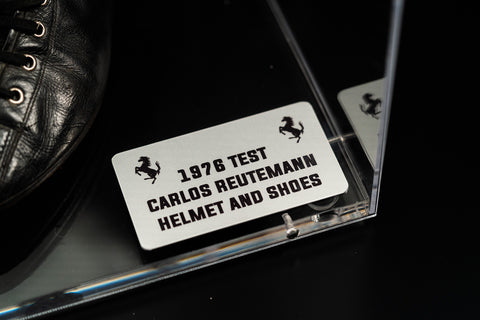 1976 TEST
CARLOS REUTEMANN
HELMET AND SHOES